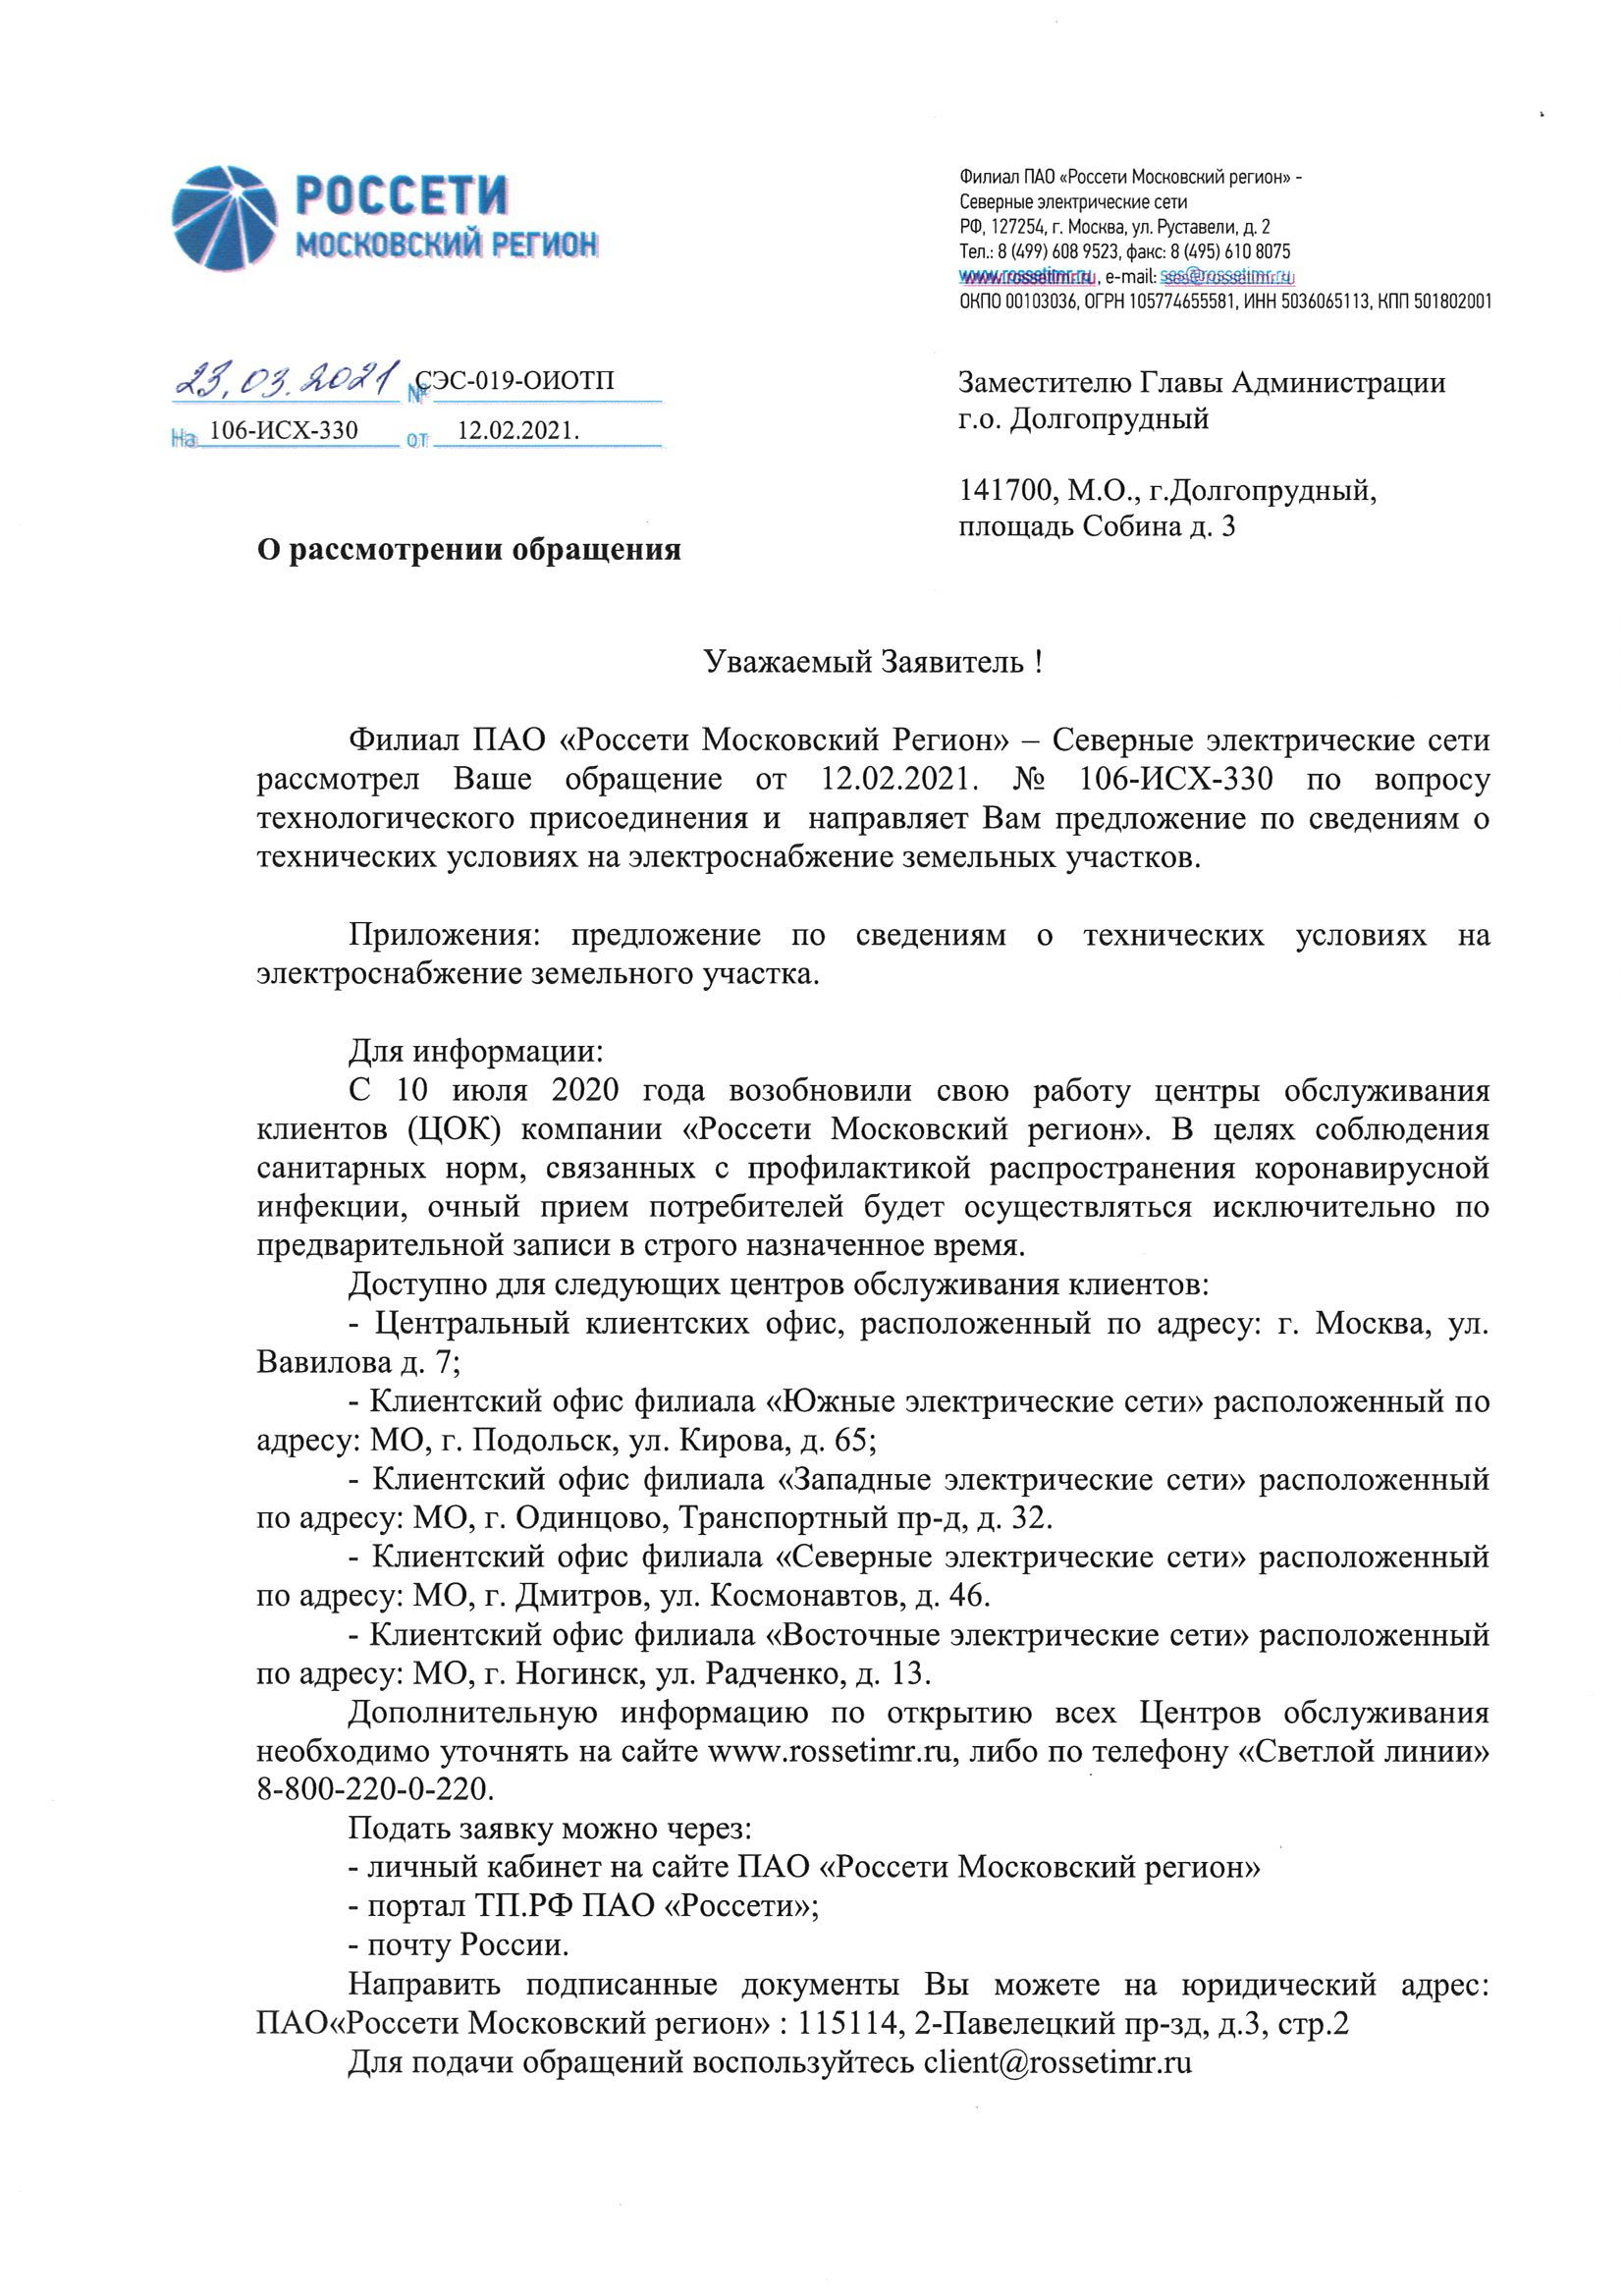 РОССЕТИ
МОСКОВСКИЙ РЕГИОН
Филиал ПАО «Россети Московский регион» -
Северные электрические сети
РФ, 127254, г. Москва, ул. Руставели, д. 2
Тел.: 8 (499) 608 9523, факс: 8 (495) 610 8075
www.rossetimr.ru, e-mail: ses@rossetimr.ru
ОКПО 00103036, ОГРН 105774655581, ИНН 5036065113, КПП 501802001
23.03.2021 № СЭС-019-ОИОТП
На 106-ИСХ-330 от 12.02.2021.
Заместителю Главы Администрации
г.о. Долгопрудный
141700, М.О., г.Долгопрудный,
площадь Собина д. 3
О рассмотрении обращения
Уважаемый Заявитель !
Филиал ПАО «Россети Московский Регион» – Северные электрические сети
рассмотрел Ваше обращение от 12.02.2021. № 106-ИСХ-330 по вопросу
технологического присоединения и направляет Вам предложение по сведениям о
технических условиях на электроснабжение земельных участков.
Приложения: предложение по сведениям о технических условиях на
электроснабжение земельного участка.
Для информации:
С 10 июля 2020 года возобновили свою работу центры обслуживания
клиентов (ЦОК) компании «Россети Московский регион». В целях соблюдения
санитарных норм, связанных с профилактикой распространения коронавирусной
инфекции, очный прием потребителей будет осуществляться исключительно по
предварительной записи в строго назначенное время.
Доступно для следующих центров обслуживания клиентов:
- Центральный клиентских офис, расположенный по адресу: г. Москва, ул.
Вавилова д. 7;
- Клиентский офис филиала «Южные электрические сети» расположенный по
адресу: МО, г. Подольск, ул. Кирова, д. 65;
- Клиентский офис филиала «Западные электрические сети» расположенный
по адресу: МО, г. Одинцово, Транспортный пр-д, д. 32.
- Клиентский офис филиала «Северные электрические сети» расположенный
по адресу: МО, г. Дмитров, ул. Космонавтов, д. 46.
- Клиентский офис филиала «Восточные электрические сети» расположенный
по адресу: МО, г. Ногинск, ул. Радченко, д. 13.
Дополнительную информацию по открытию всех Центров обслуживания
необходимо уточнять на сайте www.rossetimr.ru, либо по телефону «Светлой линии»
8-800-220-0-220.
Подать заявку можно через:
- личный кабинет на сайте ПАО «Россети Московский регион»
- портал ТП.РФ ПАО «Россети»;
- почту России.
Направить подписанные документы Вы можете на юридический адрес:
ПАО«Россети Московский регион» : 115114, 2-Павелецкий пр-зд, д.3, стр.2
Для подачи обращений воспользуйтесь client@rossetimr.ru